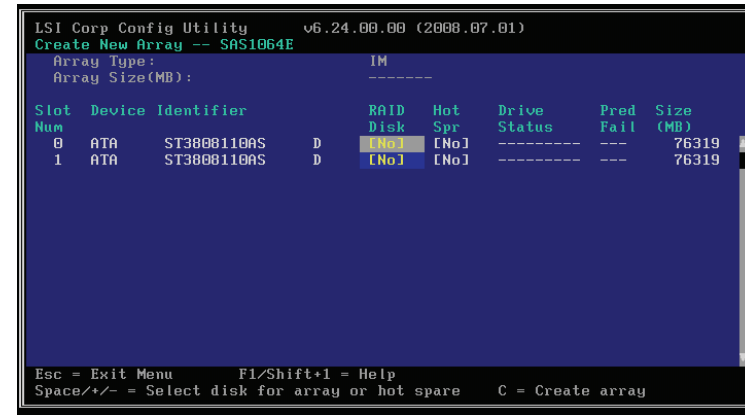 LSI Corp Config Utility v6.24.00.00 (2008.07.01)
Create New Array -- SAS1064E
Array Type: IM
Array Size(MB): -------
Slot Device Identifier RAID Hot Drive Pred Size
Num Disk Spr Status Fail (MB)
0 ATA ST3808110AS D [No] [No] --------- --- 76319
1 ATA ST3808110AS D [No] [No] --------- --- 76319
Esc = Exit Menu F1/Shift+1 = Help
Space/+/- = Select disk for array or hot spare C = Create array